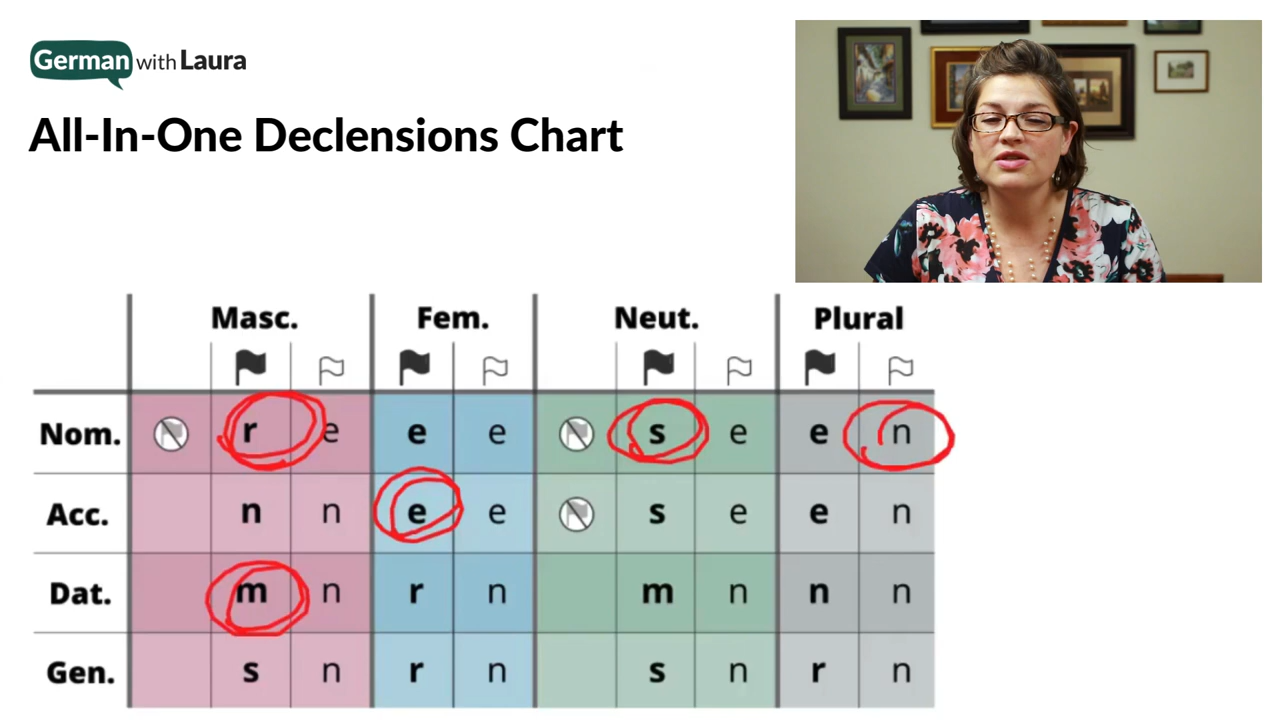 German with Laura
All-In-One Declensions Chart
Masc. Fem. Neut. Plural
Nom. r e e e s e e n
Acc. n n e e s e e n
Dat. m n r n m n n n
Gen. s n r n s n r n